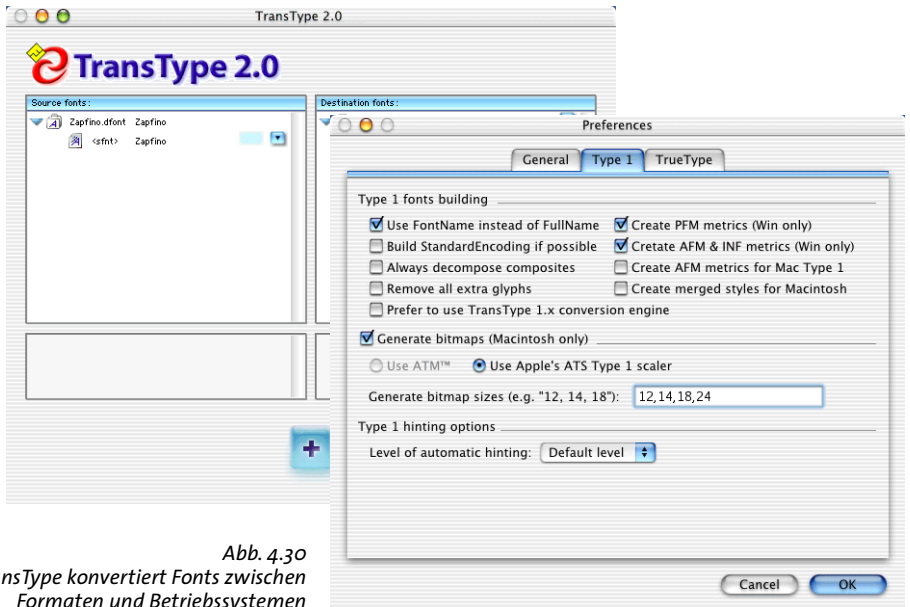 TransType 2.0
TransType 2.0
Source fonts:
Zapfino.dfont Zapfino
<sfnt> Zapfino
Destination fonts:
Preferences
General Type 1 TrueType
Type 1 fonts building
Use FontName instead of FullName
Create PFM metrics (Win only)
Build StandardEncoding if possible
Cretate AFM & INF metrics (Win only)
Always decompose composites
Create AFM metrics for Mac Type 1
Remove all extra glyphs
Create merged styles for Macintosh
Prefer to use TransType 1.x conversion engine
Generate bitmaps (Macintosh only)
Use ATM™
Use Apple's ATS Type 1 scaler
Generate bitmap sizes (e.g. "12, 14, 18"): 12,14,18,24
Type 1 hinting options
Level of automatic hinting: Default level
Cancel OK
Abb. 4.30
nsType konvertiert Fonts zwischen
Formaten und Betriebssystemen